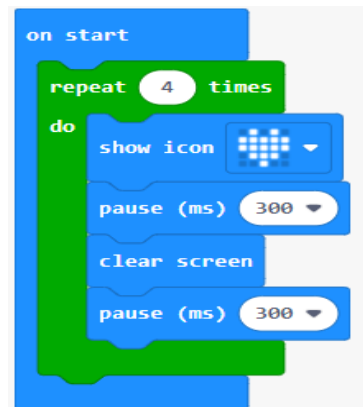 on start
repeat 4 times
do
show icon
pause (ms) 300
clear screen
pause (ms) 300